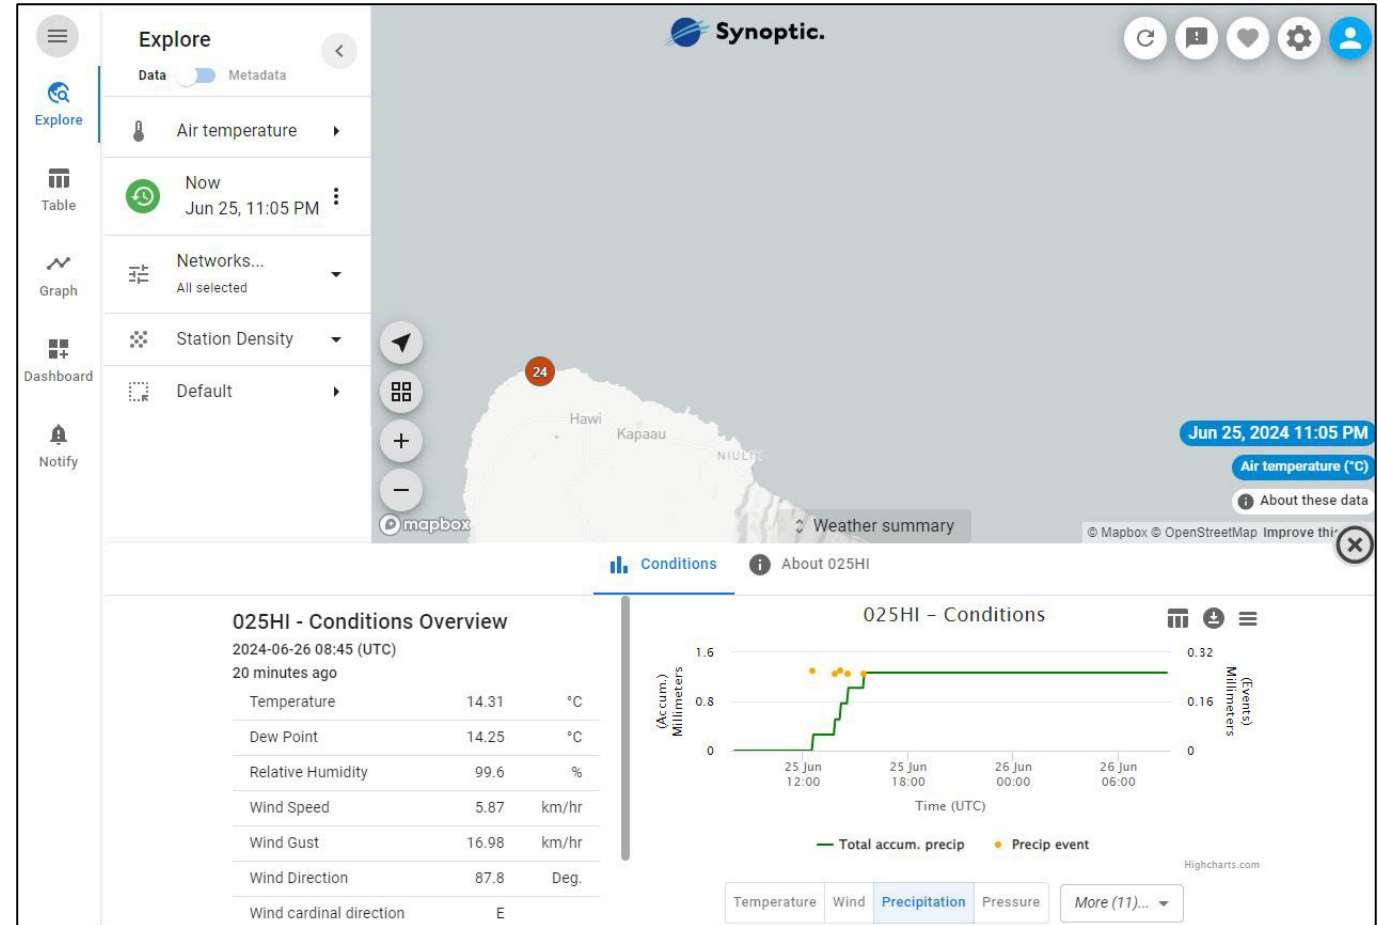 Explore
Data Metadata
Synoptic.
Explore
Air temperature
Table
Now
Jun 25, 11:05 PM
Graph
Networks...
All selected
Station Density
Dashboard
Default
Notify
24
Hawi
Kapaau
mapbox
Weather summary
Jun 25, 2024 11:05 PM
Air temperature (°C)
About these data
© Mapbox © OpenStreetMap Improve this
Conditions About 025HI
025HI - Conditions Overview
2024-06-26 08:45 (UTC)
20 minutes ago
Temperature 14.31 °C
Dew Point 14.25 °C
Relative Humidity 99.6 %
Wind Speed 5.87 km/hr
Wind Gust 16.98 km/hr
Wind Direction 87.8 Deg.
Wind cardinal direction E
025HI – Conditions
(Accum.)
Millimeters
1.6
0.8
0
0.32
0.16
0
(Events)
Millimeters
25 Jun 25 Jun 26 Jun 26 Jun
12:00 18:00 00:00 06:00
Time (UTC)
Total accum. precip Precip event
Highcharts.com
Temperature Wind Precipitation Pressure More (11)...